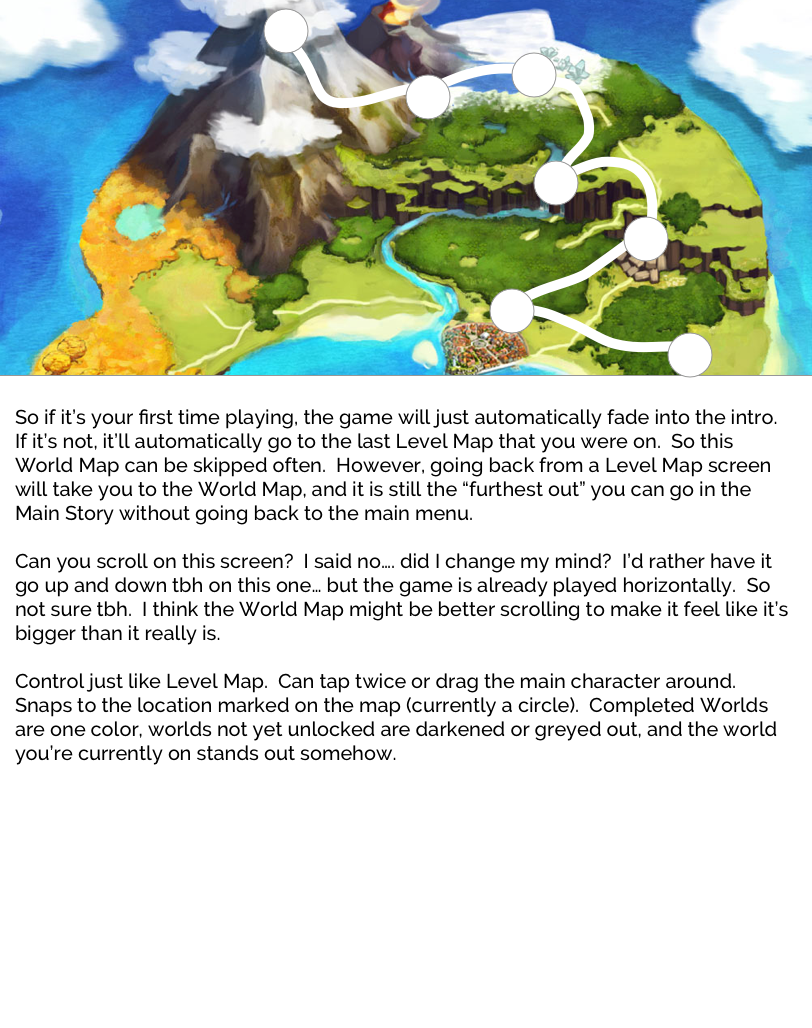 So if it's your first time playing, the game will just automatically fade into the intro.
If it's not, it'll automatically go to the last Level Map that you were on.  So this
World Map can be skipped often.  However, going back from a Level Map screen
will take you to the World Map, and it is still the “furthest out” you can go in the
Main Story without going back to the main menu.
Can you scroll on this screen?  I said no…. did I change my mind?  I'd rather have it
go up and down tbh on this one… but the game is already played horizontally.  So
not sure tbh.  I think the World Map might be better scrolling to make it feel like it's
bigger than it really is.
Control just like Level Map.  Can tap twice or drag the main character around.
Snaps to the location marked on the map (currently a circle).  Completed Worlds
are one color, worlds not yet unlocked are darkened or greyed out, and the world
you're currently on stands out somehow.